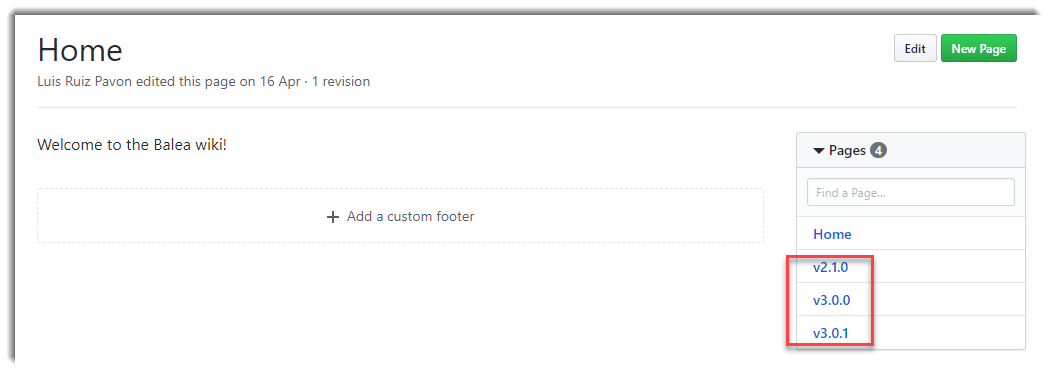 Home
Edit
New Page
Luis Ruiz Pavon edited this page on 16 Apr · 1 revision
Welcome to the Balea wiki!
Add a custom footer
Pages 4
Find a Page...
Home
v2.1.0
v3.0.0
v3.0.1